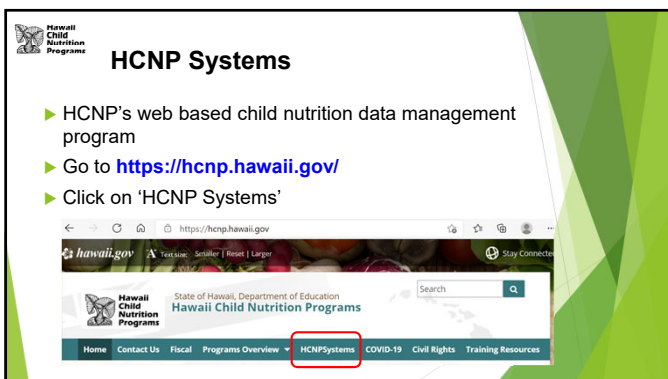 Hawaii
Child
Nutrition
Programs
HCNP Systems
HCNP’s web based child nutrition data management
program
Go to https://hcnp.hawaii.gov/
Click on ‘HCNP Systems’
https://hcnp.hawaii.gov
hawaii.gov Text size: Smaller | Reset | Larger Stay Connected
Hawaii
Child
Nutrition
Programs
State of Hawaii, Department of Education
Hawaii Child Nutrition Programs
Search
Home Contact Us Fiscal Programs Overview HCNPSystems COVID-19 Civil Rights Training Resources